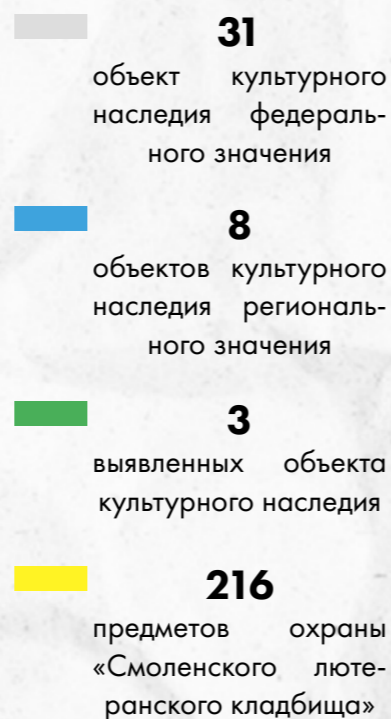 31
объект культурного
наследия федераль-
ного значения
8
объектов культурного
наследия региональ-
ного значения
3
выявленных объекта
культурного наследия
216
предметов охраны
«Смоленского люте-
ранского кладбища»